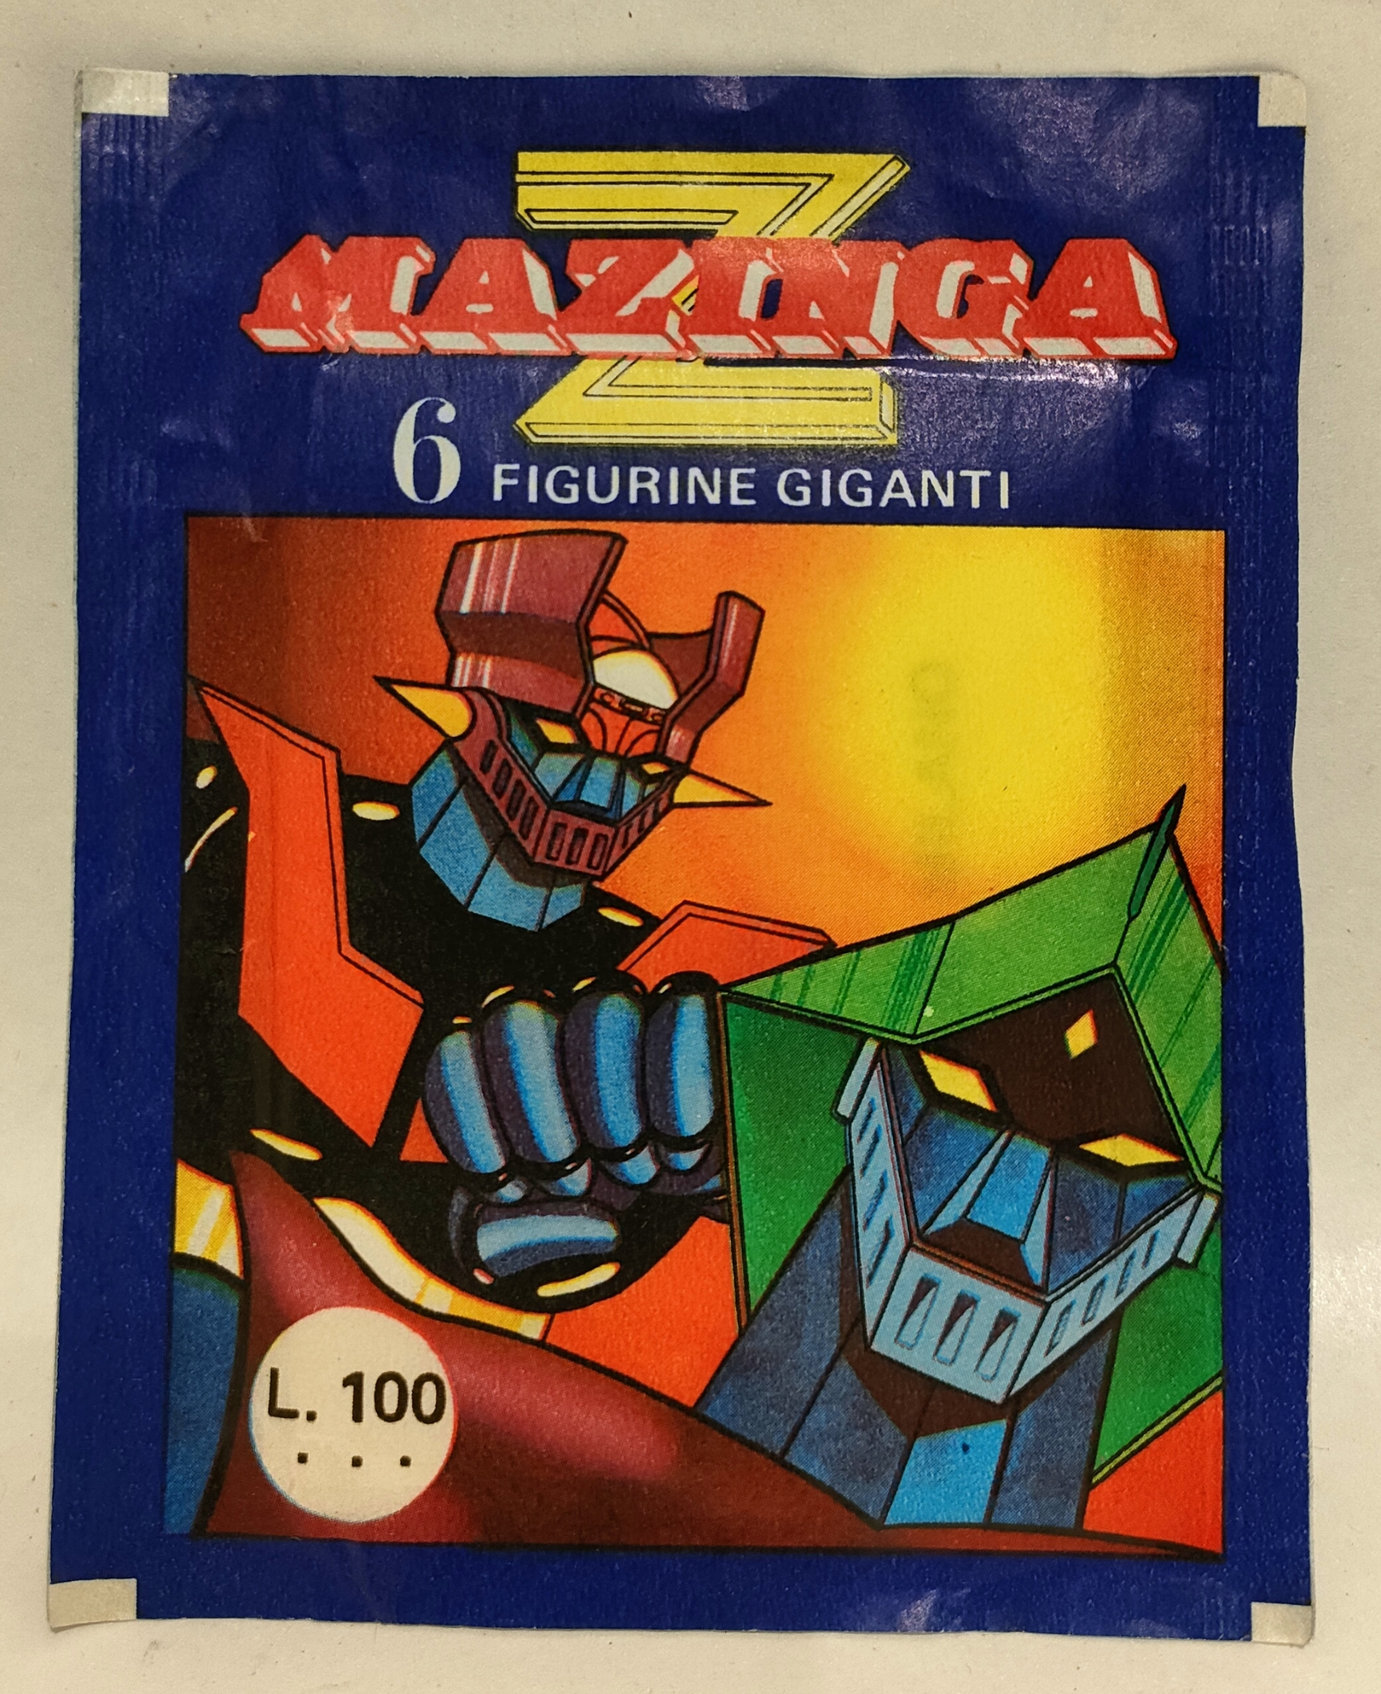 MAZINGA
Z
6 FIGURINE GIGANTI
L. 100
. . .